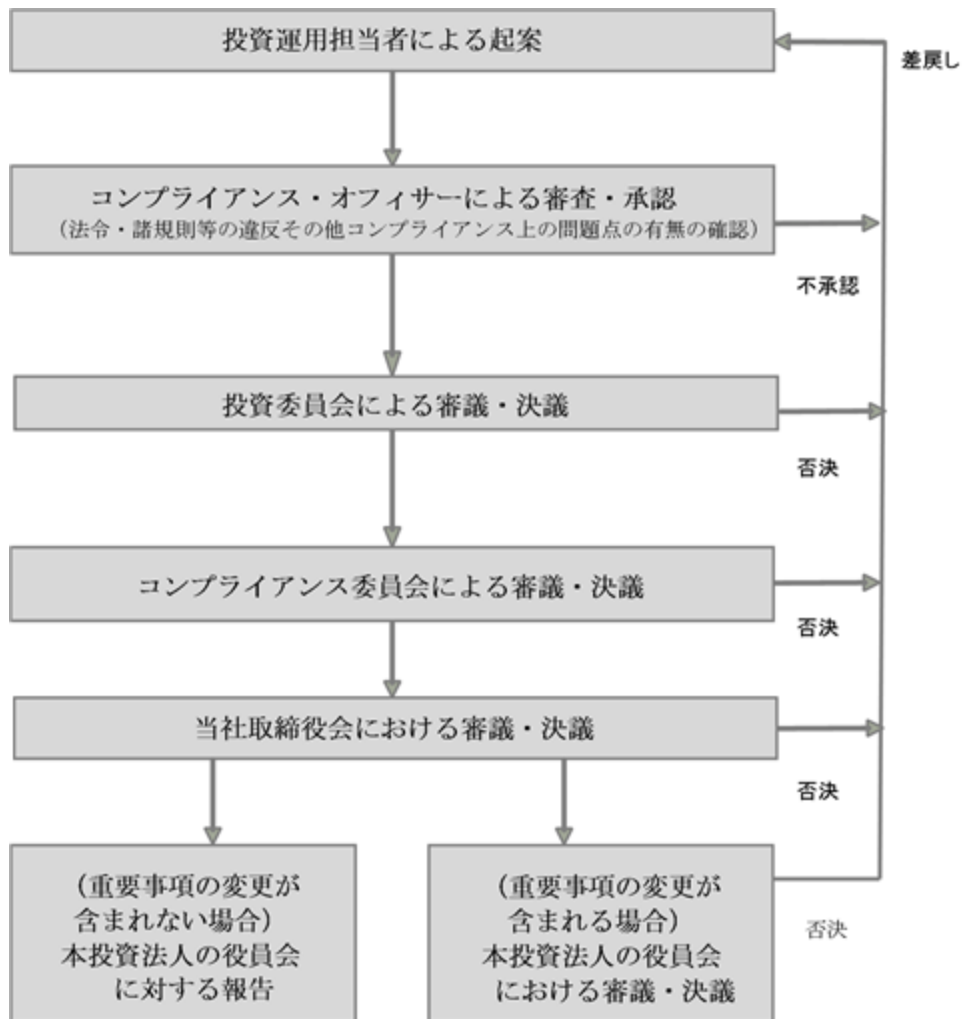 投資運用担当者による起案
差戻し
コンプライアンス・オフィサーによる審査・承認
（法令・諸規則等の違反その他コンプライアンス上の問題点の有無の確認）
不承認
投資委員会による審議・決議
否決
コンプライアンス委員会による審議・決議
否決
当社取締役会における審議・決議
否決
（重要事項の変更が
含まれない場合）
本投資法人の役員会
に対する報告
（重要事項の変更が
含まれる場合）
本投資法人の役員会
における審議・決議
否決